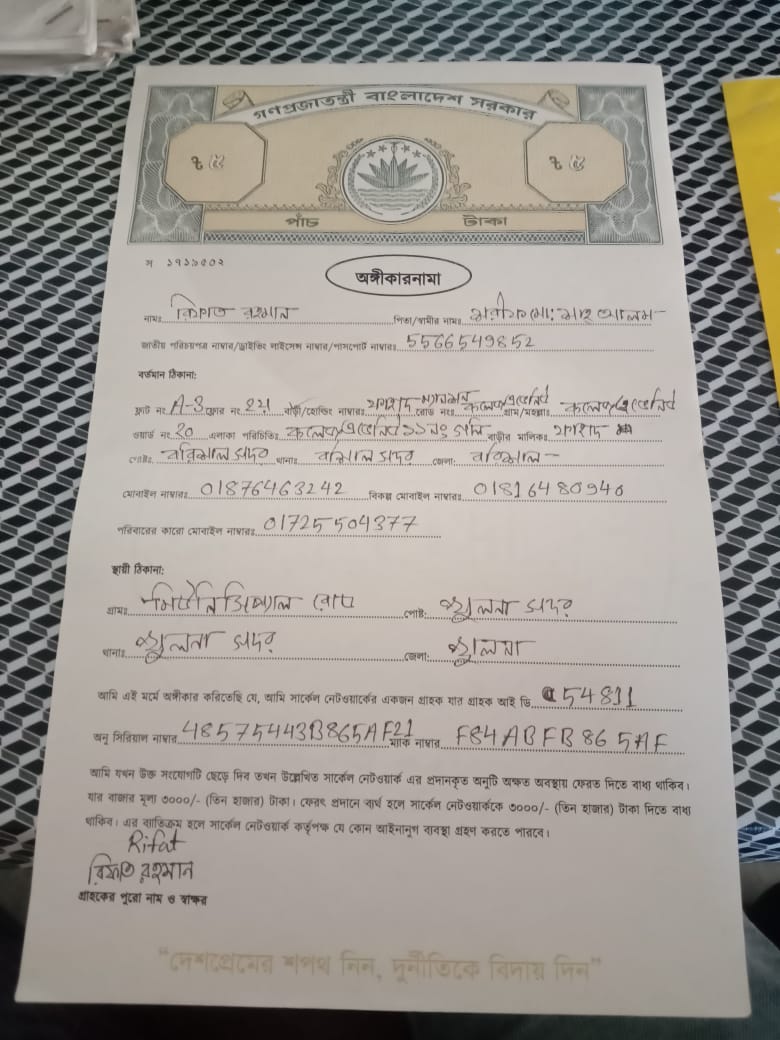 গণপ্রজাতন্ত্রী বাংলাদেশ সরকার
৳ ৫ ৳ ৫
পাঁচ টাকা
স ১৭১৯৫০২
অঙ্গীকারনামা
নামঃ রিফাত রহমান পিতা/স্বামীর নামঃ আলম
জাতীয় পরিচয়পত্র নাম্বার/ড্রাইভিং লাইসেন্স নাম্বার/পাসপোর্ট নাম্বারঃ 5566549852
বর্তমান ঠিকানা:
ফ্লাট নং A-3 ফ্লোর নং বাড়ী/হোল্ডিং নাম্বারঃ রোড নংঃ গ্রাম/মহল্লাঃ
ওয়ার্ড নং 20 এলাকা পরিচিতিঃ ১১নং গলি বাড়ীর মালিকঃ
পোষ্টঃ বরিশাল সদর থানাঃ সদর জেলা: বরিশাল
মোবাইল নাম্বারঃ 01876463242 বিকল্প মোবাইল নাম্বারঃ 01816480940
পরিবারের কারো মোবাইল নাম্বারঃ 01725504377
স্থায়ী ঠিকানা:
গ্রামঃ রোড পোষ্ট: খুলনা সদর
থানাঃ খুলনা সদর জেলা: খুলনা
আমি এই মর্মে অঙ্গীকার করিতেছি যে, আমি সার্কেল নেটওয়ার্কের একজন গ্রাহক যার গ্রাহক আই ডি 54811
অনু সিরিয়াল নাম্বার 48575443B865AF21 ম্যাক নাম্বার F84ABFB865AF
আমি যখন উক্ত সংযোগটি ছেড়ে দিব তখন উল্লেখিত সার্কেল নেটওয়ার্ক এর প্রদানকৃত অনুটি অক্ষত অবস্থায় ফেরত দিতে বাধ্য থাকিব।
যার বাজার মূল্য ৩০০০/- (তিন হাজার) টাকা। ফেরৎ প্রদানে ব্যর্থ হলে সার্কেল নেটওয়ার্ককে ৩০০০/- (তিন হাজার) টাকা দিতে বাধ্য
থাকিব। এর ব্যতিক্রম হলে সার্কেল নেটওয়ার্ক কর্তৃপক্ষ যে কোন আইনানুগ ব্যবস্থা গ্রহণ করতে পারবে।
Rifat
রিফাত রহমান
গ্রাহকের পুরো নাম ও স্বাক্ষর
"দেশপ্রেমের শপথ নিন, দুর্নীতিকে বিদায় দিন"